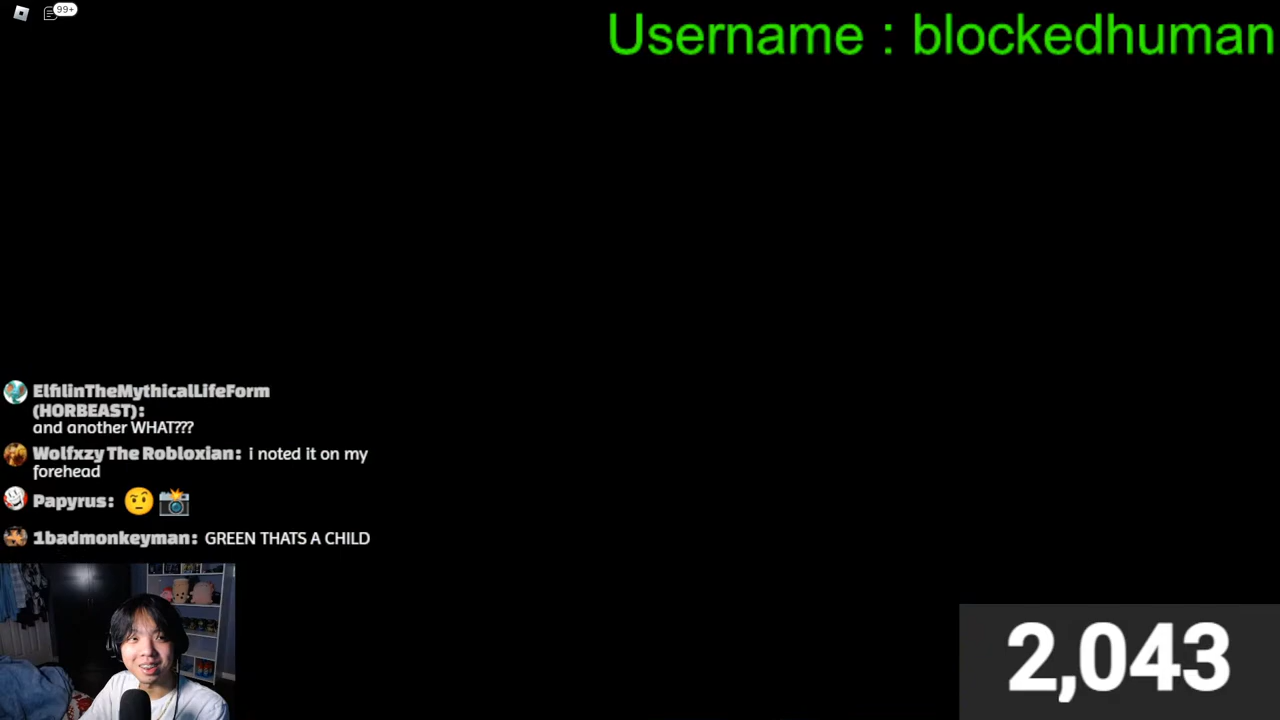 99+
Username : blockedhuman
ElfilinTheMythicalLifeForm
(HORBEAST):
and another WHAT???
Wolfxzy The Robloxian: i noted it on my
forehead
Papyrus: 🤨 📸
1badmonkeyman: GREEN THATS A CHILD
2,043